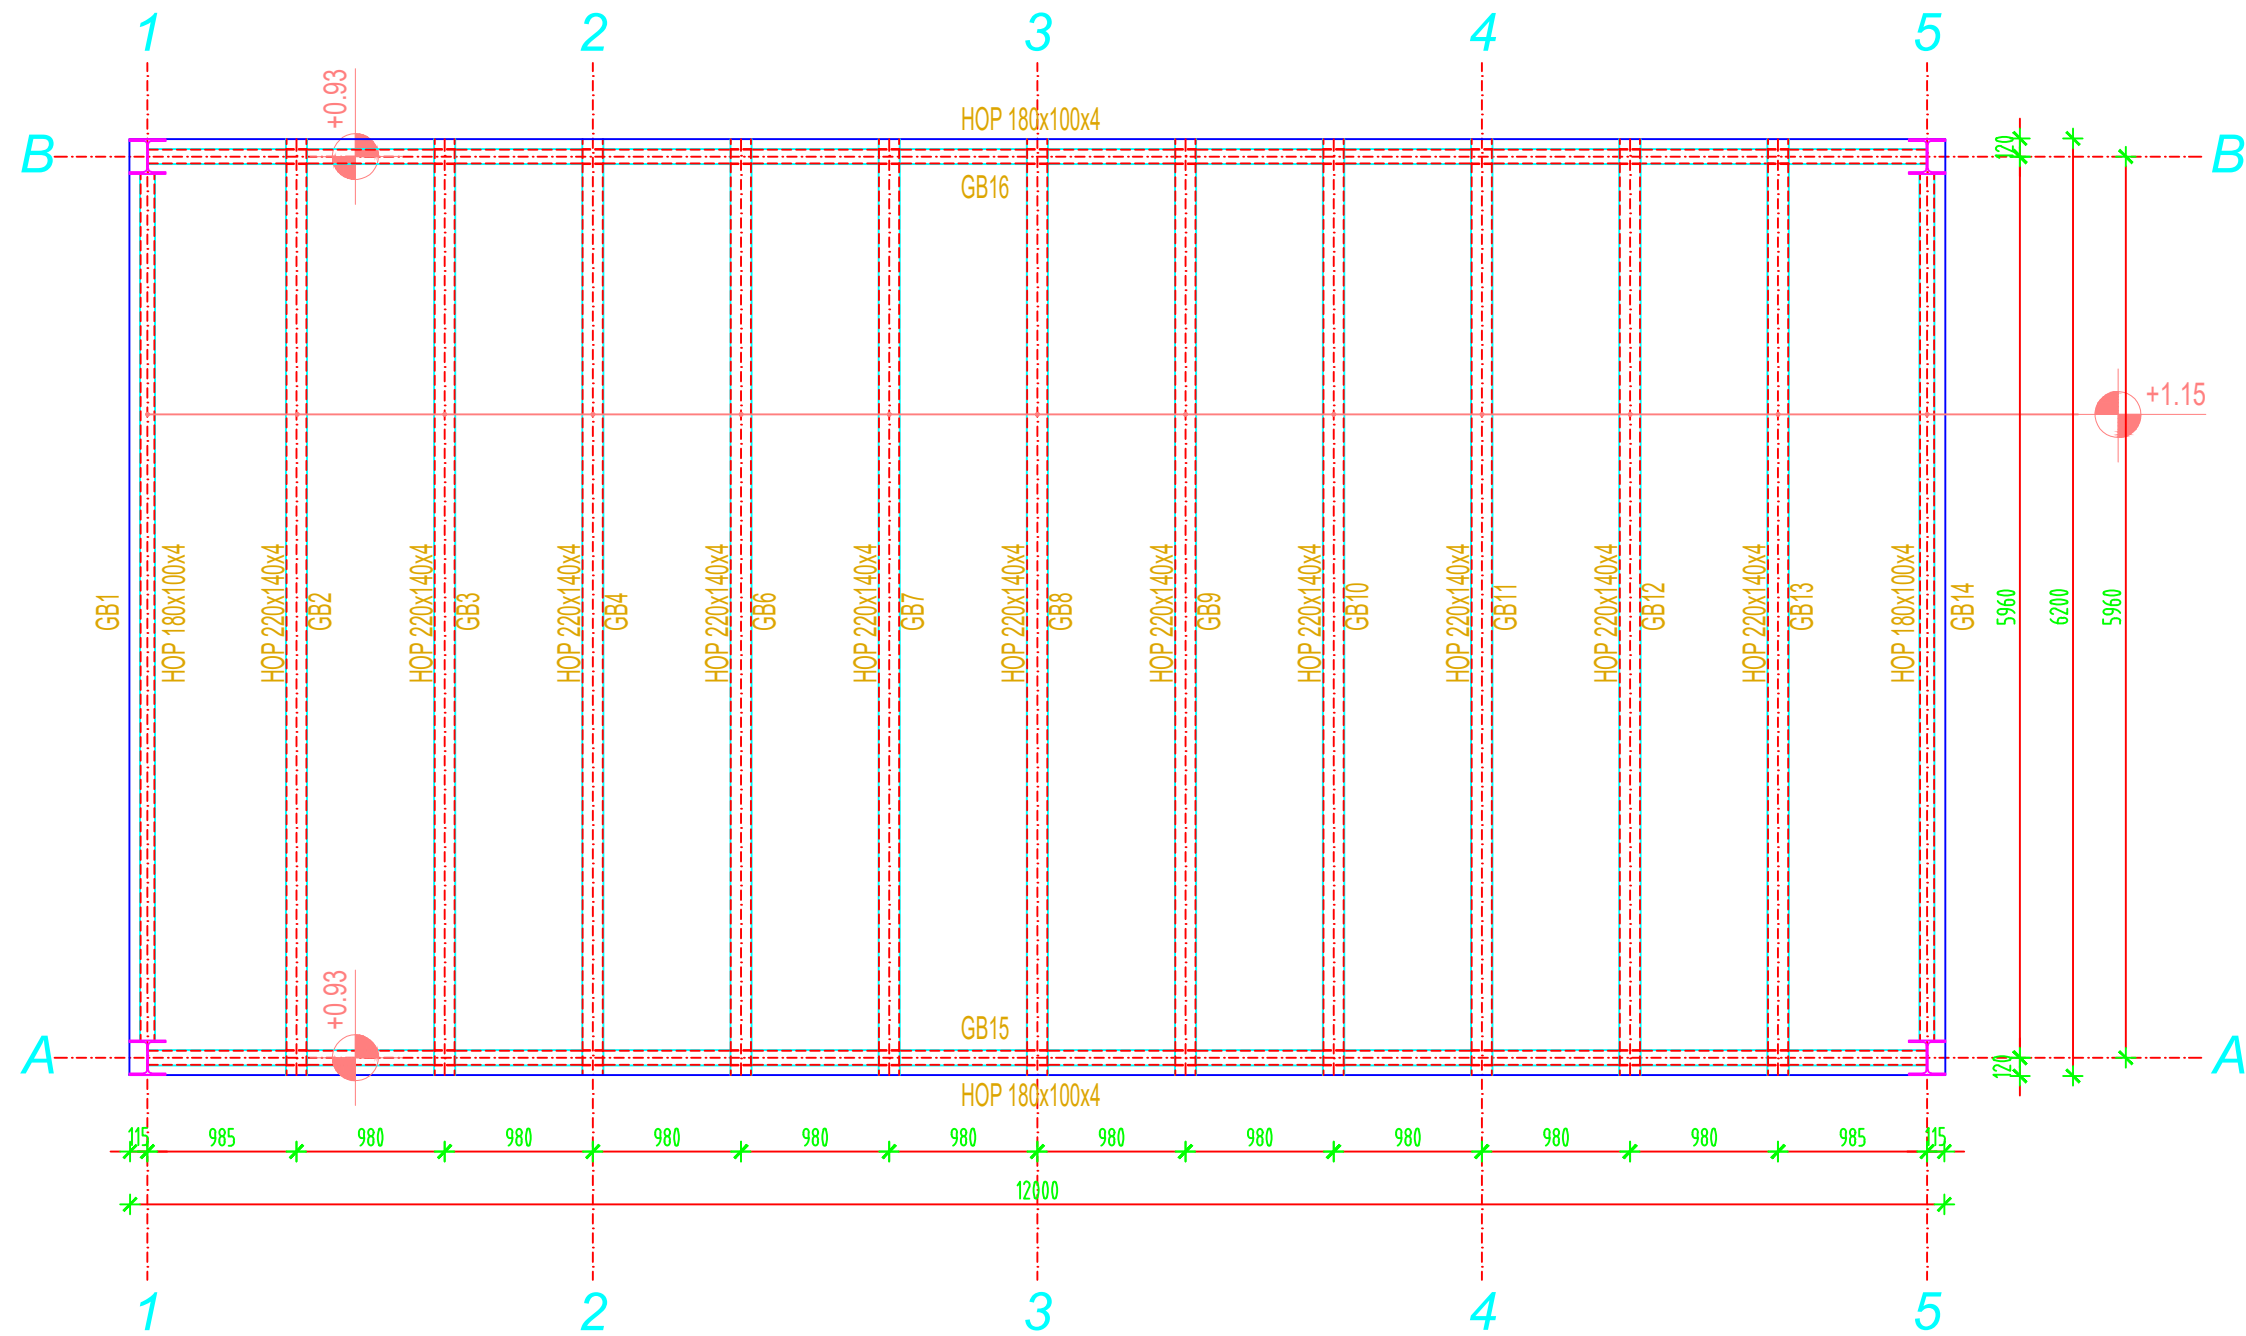 1 2 3 4 5
+0.93
HOP 180x100x4
B B
120
GB16
+1.15
GB1
HOP 180x100x4
HOP 220x140x4
GB2
HOP 220x140x4
GB3
HOP 220x140x4
GB4
HOP 220x140x4
GB6
HOP 220x140x4
GB7
HOP 220x140x4
GB8
HOP 220x140x4
GB9
HOP 220x140x4
GB10
HOP 220x140x4
GB11
HOP 220x140x4
GB12
HOP 220x140x4
GB13
HOP 180x100x4
GB14
5960
6200
5960
+0.93
GB15
A A
120
HOP 180x100x4
115 985 980 980 980 980 980 980 980 980 980 980 985 115
12000
1 2 3 4 5